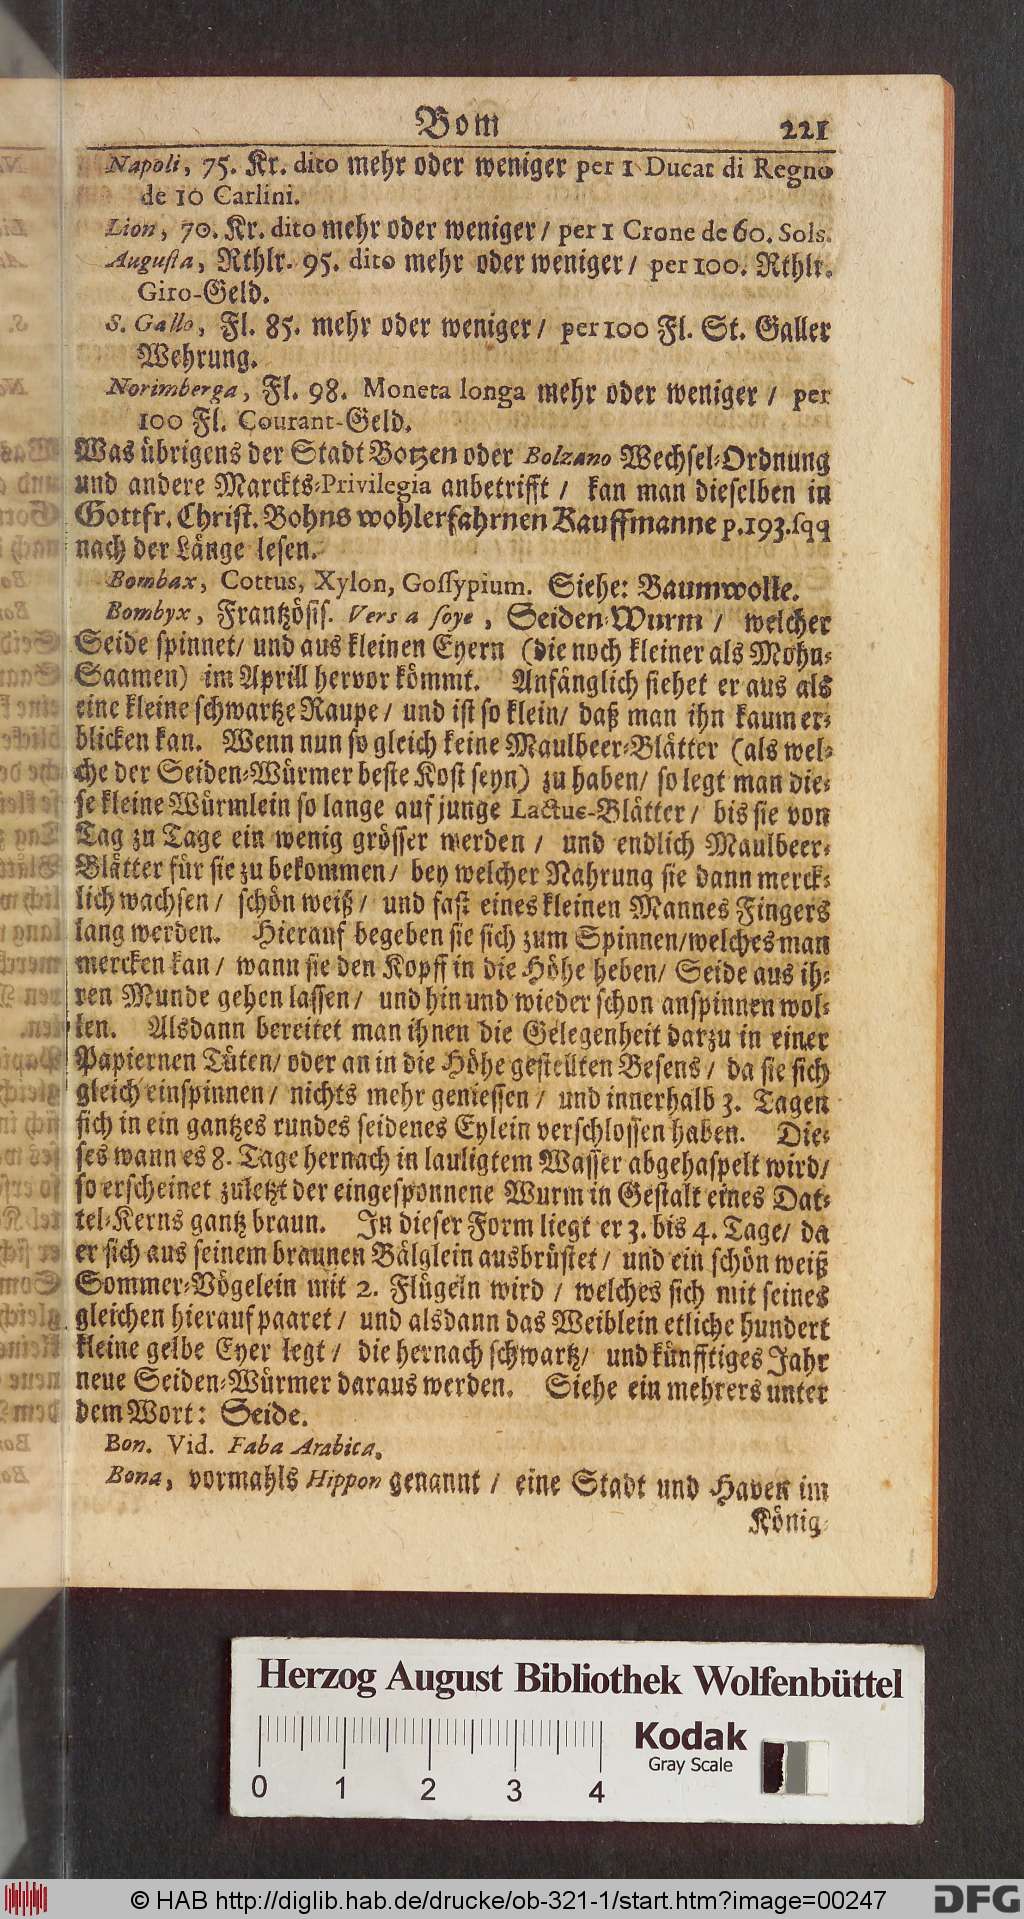 Bom 221
Napoli, 75. Kr. dito mehr oder weniger per 1 Ducat di Regno
de 10 Carlini.
Lion, 70. Kr. dito mehr oder weniger / per 1 Crone de 60. Sols.
Augusta, Rthlr. 95. dito mehr oder weniger / per 100. Rthlr.
Giro-Geld.
S. Gallo, Fl. 85. mehr oder weniger / per 100 Fl. St. Galler
Wehrung.
Norimberga, Fl. 98. Moneta longa mehr oder weniger / per
100 Fl. Courant-Geld.
Was übrigens der Stadt Botzen oder Bolzano Wechsel-Ordnung
und andere Marckts-Privilegia anbetrifft / kan man dieselben in
Gottfr. Christ. Bohns wohlerfahrnen Kauffmanne p. 193. sqq
nach der Länge lesen.
Bombax, Cottus, Xylon, Gossypium. Siehe: Baumwolle.
Bombyx, Frantzösis. Vers a soye, Seiden-Wurm / welcher
Seide spinnet / und aus kleinen Eyern (die noch kleiner als Mohn-
Saamen) im Aprill hervor kömmt. Anfänglich siehet er aus als
eine kleine schwartze Raupe / und ist so klein / daß man ihn kaum er-
blicken kan. Wenn nun so gleich keine Maulbeer-Blätter (als wel-
che der Seiden-Würmer beste Kost seyn) zu haben / so legt man die-
se kleine Würmlein so lange auf junge Lactuc-Blätter / bis sie von
Tag zu Tage ein wenig grösser werden / und endlich Maulbeer-
Blätter für sie zu bekommen / bey welcher Nahrung sie dann merck-
lich wachsen / schön weiß / und fast eines kleinen Mannes Fingers
lang werden. Hierauf begeben sie sich zum Spinnen / welches man
mercken kan / wann sie den Kopff in die Höhe heben / Seide aus ih-
ren Munde gehen lassen / und hin und wieder schon anspinnen wol-
len. Alsdann bereitet man ihnen die Gelegenheit darzu in einer
Papiernen Tüten / oder an in die Höhe gestellten Besens / da sie sich
gleich einspinnen / nichts mehr geniessen / und innerhalb 3. Tagen
sich in ein gantzes rundes seidenes Eylein verschlossen haben. Die-
ses wann es 8. Tage hernach in lauligtem Wasser abgehaspelt wird /
so erscheinet zuletzt der eingesponnene Wurm in Gestalt eines Dat-
tel-Kerns gantz braun. In dieser Form liegt er 3. bis 4. Tage / da
er sich aus seinem braunen Bälglein ausbrüstet / und ein schön weiß
Sommer-Vögelein mit 2. Flügeln wird / welches sich mit seines
gleichen hierauf paaret / und alsdann das Weiblein etliche hundert
kleine gelbe Eyer legt / die hernach schwartz / und künfftiges Jahr
neue Seiden-Würmer daraus werden. Siehe ein mehrers unter
dem Wort: Seide.
Bon. Vid. Faba Arabica.
Bona, vormahls Hippon genannt / eine Stadt und Haven im
König-
Herzog August Bibliothek Wolfenbüttel
Kodak
Gray Scale
0 1 2 3 4
© HAB http://diglib.hab.de/drucke/ob-321-1/start.htm?image=00247
DFG